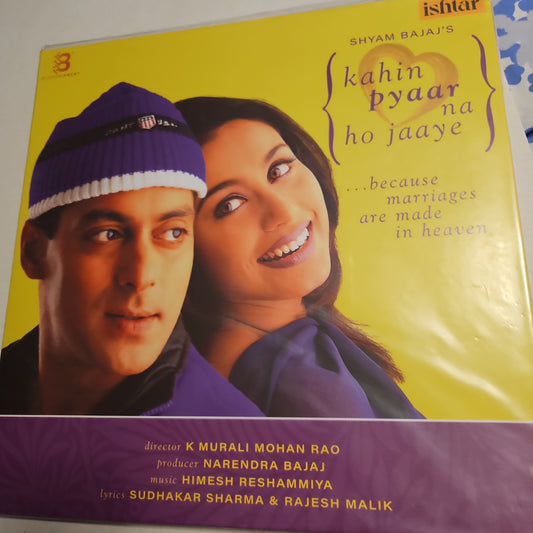 ishtar
SHYAM BAJAJ'S
kahin
pyaar
na
ho jaaye
...because
marriages
are made
in heaven
director K MURALI MOHAN RAO
producer NARENDRA BAJAJ
music HIMESH RESHAMMIYA
lyrics SUDHAKAR SHARMA & RAJESH MALIK